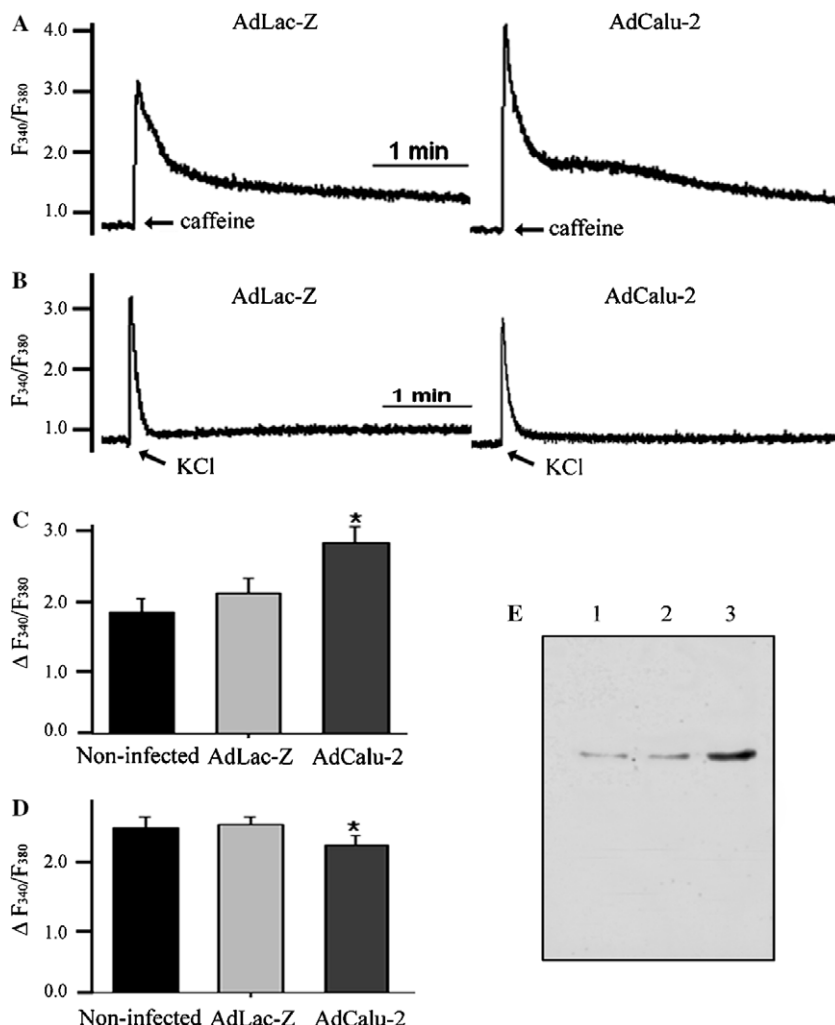 A
AdLac-Z
AdCalu-2
4.0
3.0
2.0
1.0
F340/F380
1 min
caffeine
caffeine
B
AdLac-Z
AdCalu-2
3.0
2.0
1.0
F340/F380
1 min
KCl
KCl
C
3.0
2.0
1.0
0.0
Δ F340/F380
*
Non-infected AdLac-Z AdCalu-2
D
2.0
1.0
0.0
Δ F340/F380
*
Non-infected AdLac-Z AdCalu-2
E 1 2 3